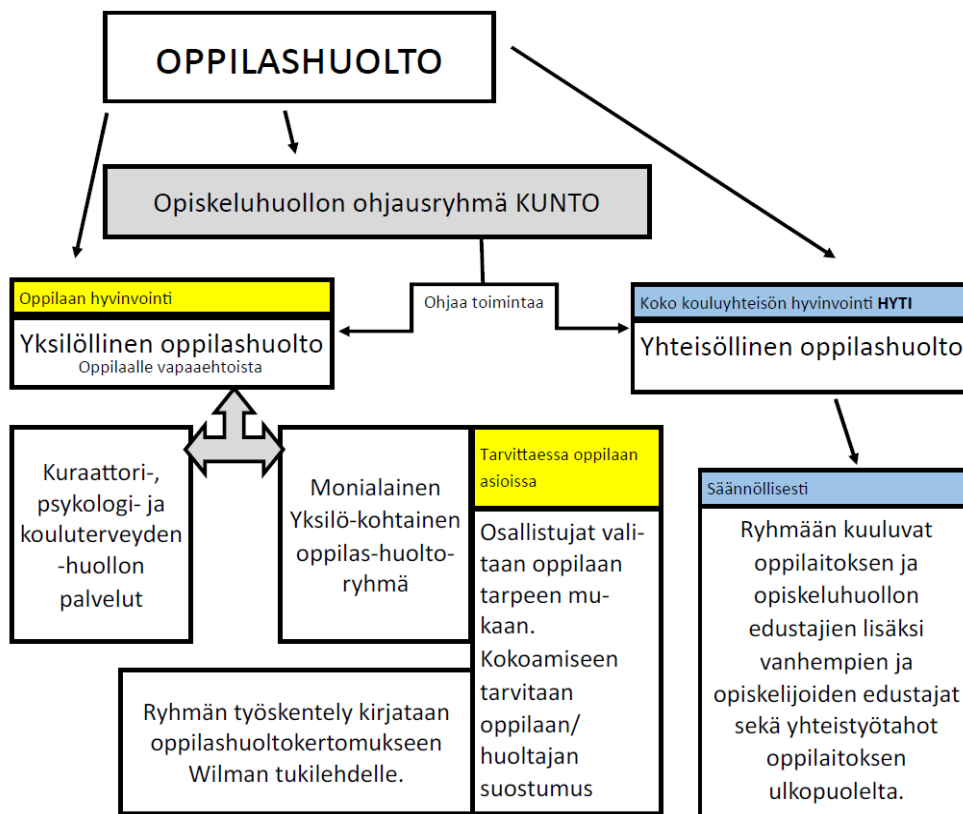 OPPILASHUOLTO
Opiskeluhuollon ohjausryhmä KUNTO
Ohjaa toimintaa
Oppilaan hyvinvointi
Yksilöllinen oppilashuolto
Oppilaalle vapaaehtoista
Koko kouluyhteisön hyvinvointi HYTI
Yhteisöllinen oppilashuolto
Kuraattori-,
psykologi- ja
kouluterveyden
-huollon
palvelut
Monialainen
Yksilö-kohtainen
oppilas-huolto-
ryhmä
Tarvittaessa oppilaan
asioissa
Osallistujat vali-
taan oppilaan
tarpeen mu-
kaan.
Kokoamiseen
tarvitaan
oppilaan/
huoltajan
suostumus
Ryhmän työskentely kirjataan
oppilashuoltokertomukseen
Wilman tukilehdelle.
Säännöllisesti
Ryhmään kuuluvat
oppilaitoksen ja
opiskeluhuollon
edustajien lisäksi
vanhempien ja
opiskelijoiden edustajat
sekä yhteistyötahot
oppilaitoksen
ulkopuolelta.